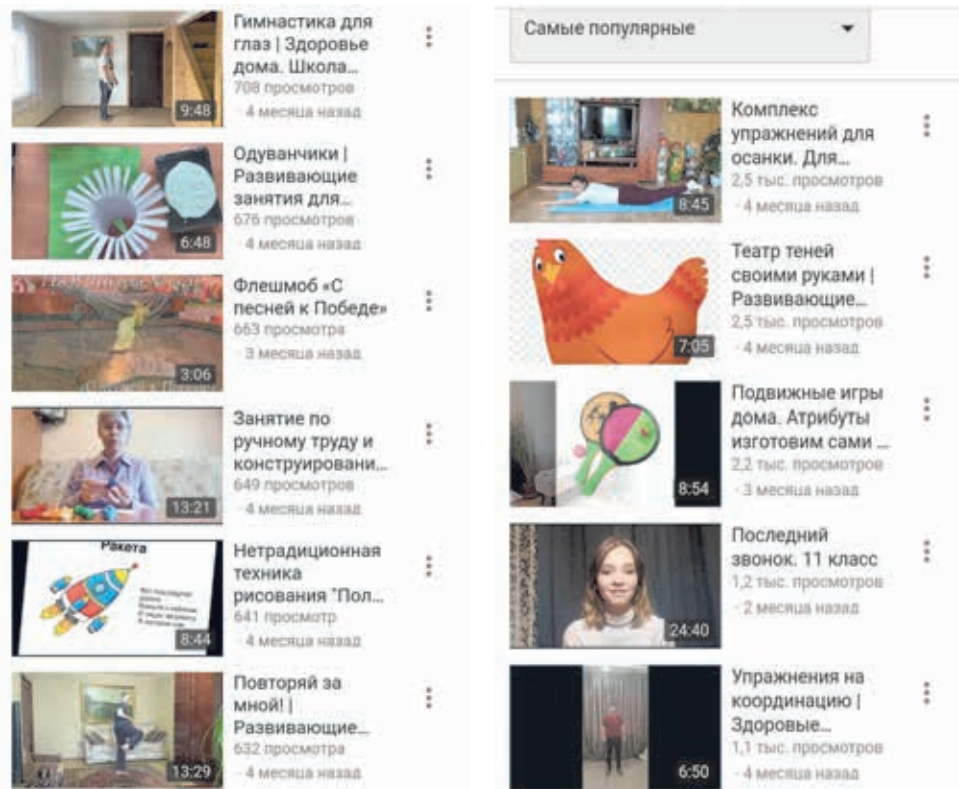 Гимнастика для
глаз | Здоровье
дома. Школа...
708 просмотров
· 4 месяца назад
9:48
Одуванчики |
Развивающие
занятия для...
676 просмотров
· 4 месяца назад
6:48
Флешмоб «С
песней к Победе»
663 просмотра
· 3 месяца назад
3:06
Занятие по
ручному труду и
конструировани...
649 просмотров
· 4 месяца назад
13:21
Нетрадиционная
техника
рисования "Пол...
641 просмотр
· 4 месяца назад
Ракета
8:44
Повторяй за
мной! |
Развивающие...
632 просмотра
· 4 месяца назад
13:29
Самые популярные
Комплекс
упражнений для
осанки. Для...
2,5 тыс. просмотров
· 4 месяца назад
8:45
Театр теней
своими руками |
Развивающие...
2,5 тыс. просмотров
· 4 месяца назад
7:05
Подвижные игры
дома. Атрибуты
изготовим сами ...
2,2 тыс. просмотров
· 3 месяца назад
8:54
Последний
звонок. 11 класс
1,2 тыс. просмотров
· 2 месяца назад
24:40
Упражнения на
координацию |
Здоровые...
1,1 тыс. просмотров
· 4 месяца назад
6:50